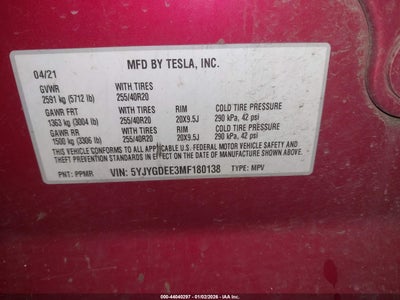 MFD BY TESLA, INC.
04/21
GVWR WITH TIRES
2591 kg (5712 lb) 255/40R20
GAWR FRT WITH TIRES RIM COLD TIRE PRESSURE
1363 kg (3004 lb) 255/40R20 20X9.5J 290 kPa, 42 psi
GAWR RR WITH TIRES RIM COLD TIRE PRESSURE
1500 kg (3306 lb) 255/40R20 20X9.5J 290 kPa, 42 psi
THIS VEHICLE CONFORMS TO ALL APPLICABLE U.S. FEDERAL MOTOR VEHICLE SAFETY AND
THEFT PREVENTION STANDARDS IN EFFECT ON THE DATE OF MANUFACTURE SHOWN ABOVE.
PNT: PPMR VIN: 5YJYGDEE3MF180138 TYPE: MPV
000-44040297 - 01/02/2026 - IAA Inc.